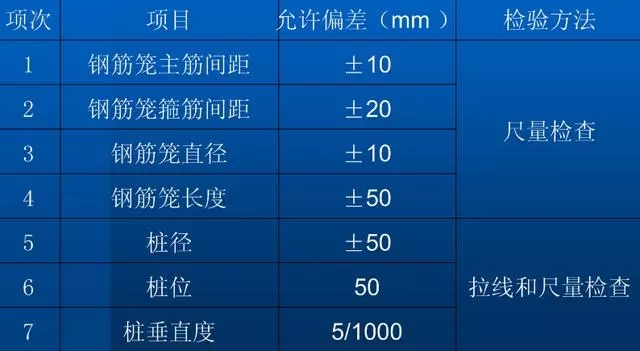 项次 项目 允许偏差（mm ） 检验方法
1 钢筋笼主筋间距 ±10
2 钢筋笼箍筋间距 ±20
尺量检查
3 钢筋笼直径 ±10
4 钢筋笼长度 ±50
5 桩径 ±50
6 桩位 50 拉线和尺量检查
7 桩垂直度 5/1000